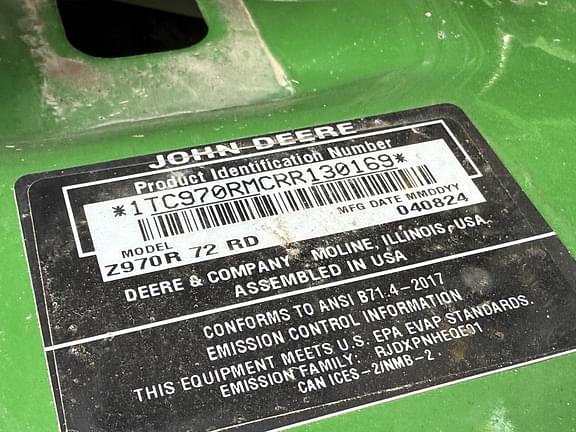 JOHN DEERE
Product Identification Number
*1TC970RMCRR130169*
MODEL MFG DATE MMDDYY
Z970R 72 RD 040824
DEERE & COMPANY MOLINE, ILLINOIS, USA.
ASSEMBLED IN USA
CONFORMS TO ANSI B71.4-2017
EMISSION CONTROL INFORMATION
THIS EQUIPMENT MEETS U.S. EPA EVAP STANDARDS.
EMISSION FAMILY: RJDXPNHEQE01
CAN ICES-2/NMB-2